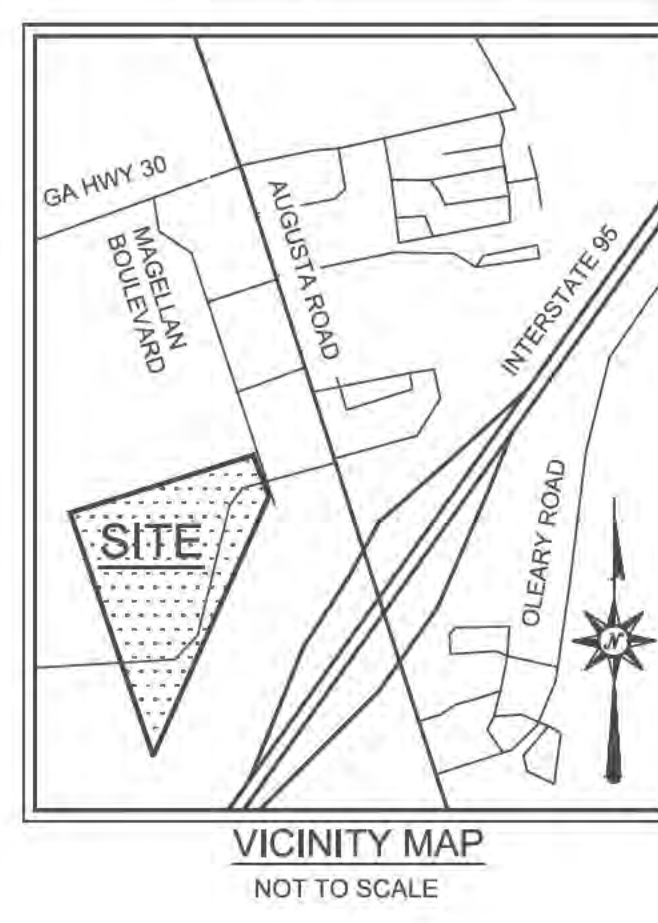 GA HWY 30
MAGELLAN
BOULEVARD
AUGUSTA ROAD
INTERSTATE 95
SITE
OLEARY ROAD
N
VICINITY MAP
NOT TO SCALE